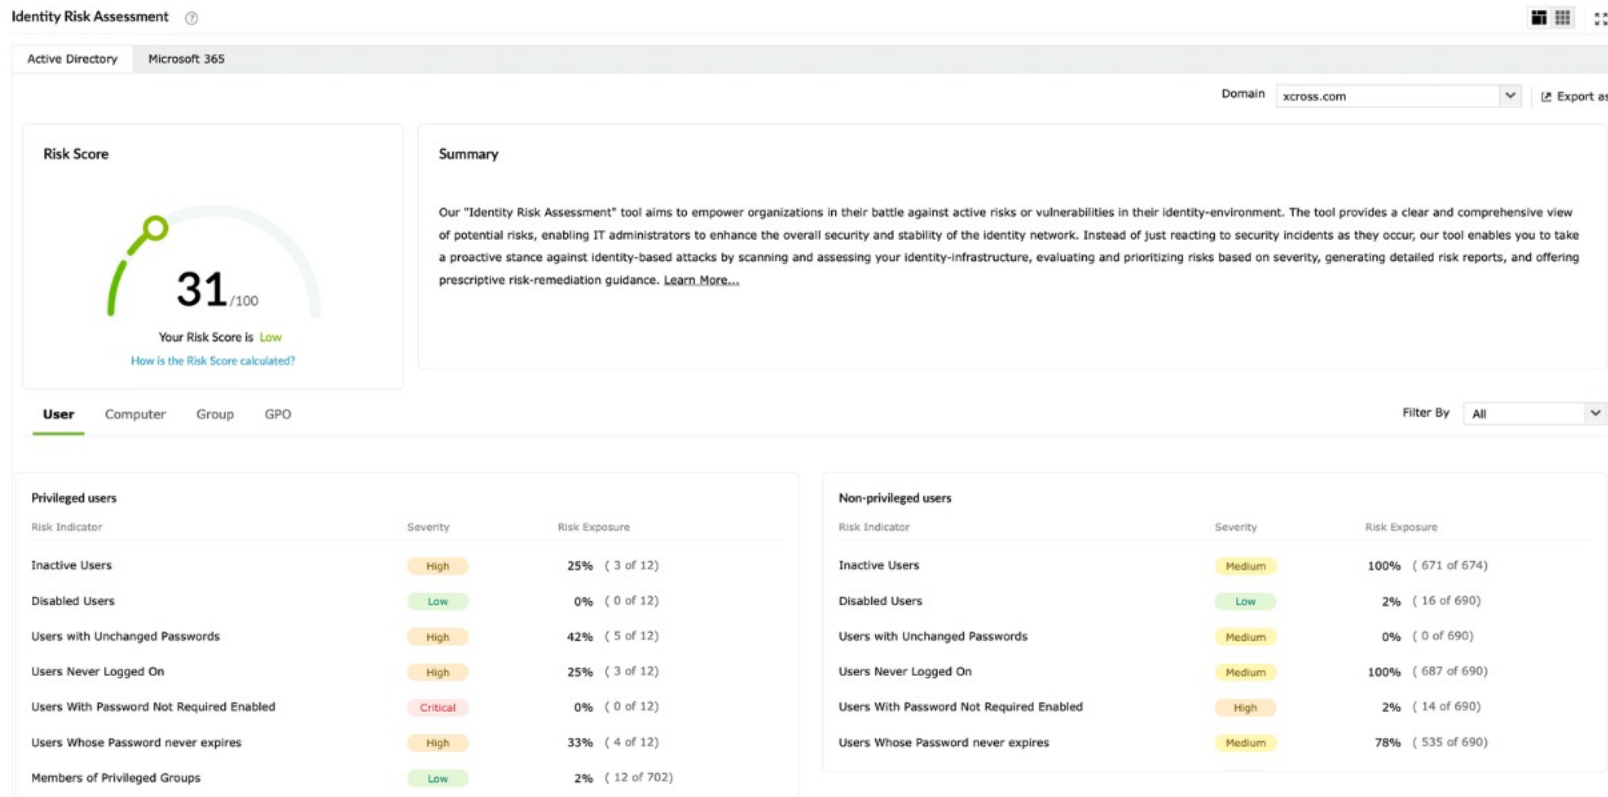 Identity Risk Assessment ?
Active Directory Microsoft 365
Domain xcross.com Export as
Risk Score
31/100
Your Risk Score is Low
How is the Risk Score calculated?
Summary
Our "Identity Risk Assessment" tool aims to empower organizations in their battle against active risks or vulnerabilities in their identity-environment. The tool provides a clear and comprehensive view
of potential risks, enabling IT administrators to enhance the overall security and stability of the identity network. Instead of just reacting to security incidents as they occur, our tool enables you to take
a proactive stance against identity-based attacks by scanning and assessing your identity-infrastructure, evaluating and prioritizing risks based on severity, generating detailed risk reports, and offering
prescriptive risk-remediation guidance. Learn More...
User Computer Group GPO
Filter By All
Privileged users
Risk Indicator Severity Risk Exposure
Inactive Users High 25% ( 3 of 12)
Disabled Users Low 0% ( 0 of 12)
Users with Unchanged Passwords High 42% ( 5 of 12)
Users Never Logged On High 25% ( 3 of 12)
Users With Password Not Required Enabled Critical 0% ( 0 of 12)
Users Whose Password never expires High 33% ( 4 of 12)
Members of Privileged Groups Low 2% ( 12 of 702)
Non-privileged users
Risk Indicator Severity Risk Exposure
Inactive Users Medium 100% ( 671 of 674)
Disabled Users Low 2% ( 16 of 690)
Users with Unchanged Passwords Medium 0% ( 0 of 690)
Users Never Logged On Medium 100% ( 687 of 690)
Users With Password Not Required Enabled High 2% ( 14 of 690)
Users Whose Password never expires Medium 78% ( 535 of 690)